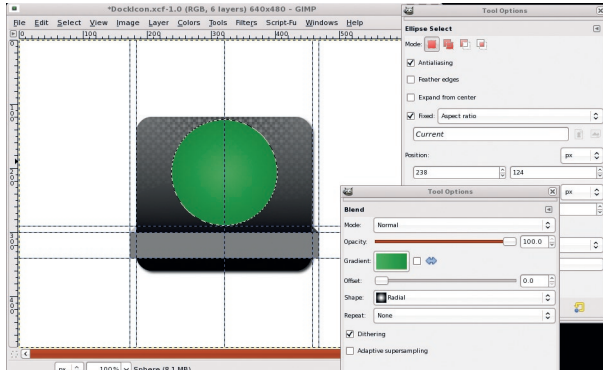 *DockIcon.xcf-1.0 (RGB, 6 layers) 640x480 – GIMP
File Edit Select View Image Layer Colors Tools Filters Script-Fu Windows Help
0 100 200 300 400 500
px 100% Sphere (8.1 MB)
Tool Options
Ellipse Select
Mode:
Antialiasing
Feather edges
Expand from center
Fixed: Aspect ratio
Current
Position: px
238 124
px
Tool Options
Blend
Mode: Normal
Opacity: 100.0
Gradient:
Offset: 0.0
Shape: Radial
Repeat: None
Dithering
Adaptive supersampling